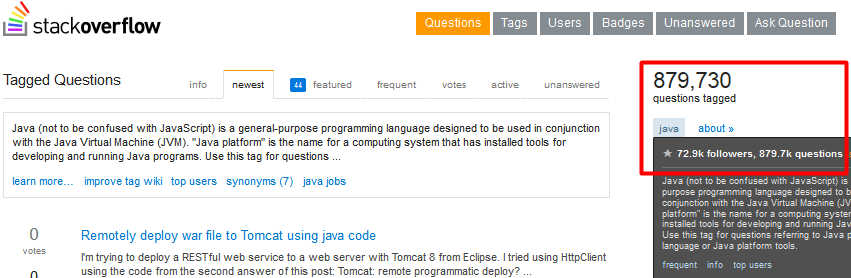 stackoverflow
Questions Tags Users Badges Unanswered Ask Question
Tagged Questions
info newest 44 featured frequent votes active unanswered
Java (not to be confused with JavaScript) is a general-purpose programming language designed to be used in conjunction
with the Java Virtual Machine (JVM). "Java platform" is the name for a computing system that has installed tools for
developing and running Java programs. Use this tag for questions ...
learn more… improve tag wiki top users synonyms (7) java jobs
0
votes
0
Remotely deploy war file to Tomcat using java code
I'm trying to deploy a RESTful web service to a web server with Tomcat 8 from Eclipse. I tried using HttpClient
using the code from the second answer of this post: Tomcat: remote programmatic deploy? ...
879,730
questions tagged
java about »
72.9k followers, 879.7k questions
Java (not to be confused with JavaScript) is
purpose programming language designed to be
conjunction with the Java Virtual Machine (JV
platform" is the name for a computing system
installed tools for developing and running Java
Use this tag for questions referring to Java p
language or Java platform tools.
frequent info top users